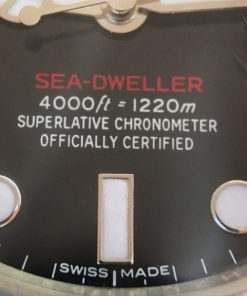 SEA-DWELLER
4000ft = 1220m
SUPERLATIVE CHRONOMETER
OFFICIALLY CERTIFIED
SWISS MADE